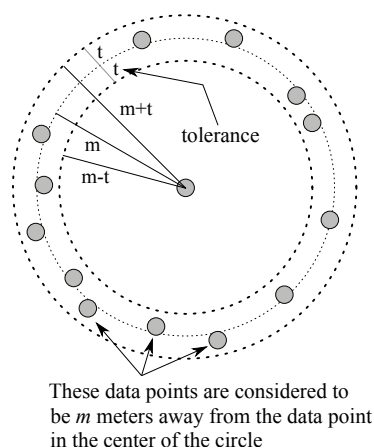 t
t
m+t
tolerance
m
m-t
These data points are considered to
be m meters away from the data point
in the center of the circle